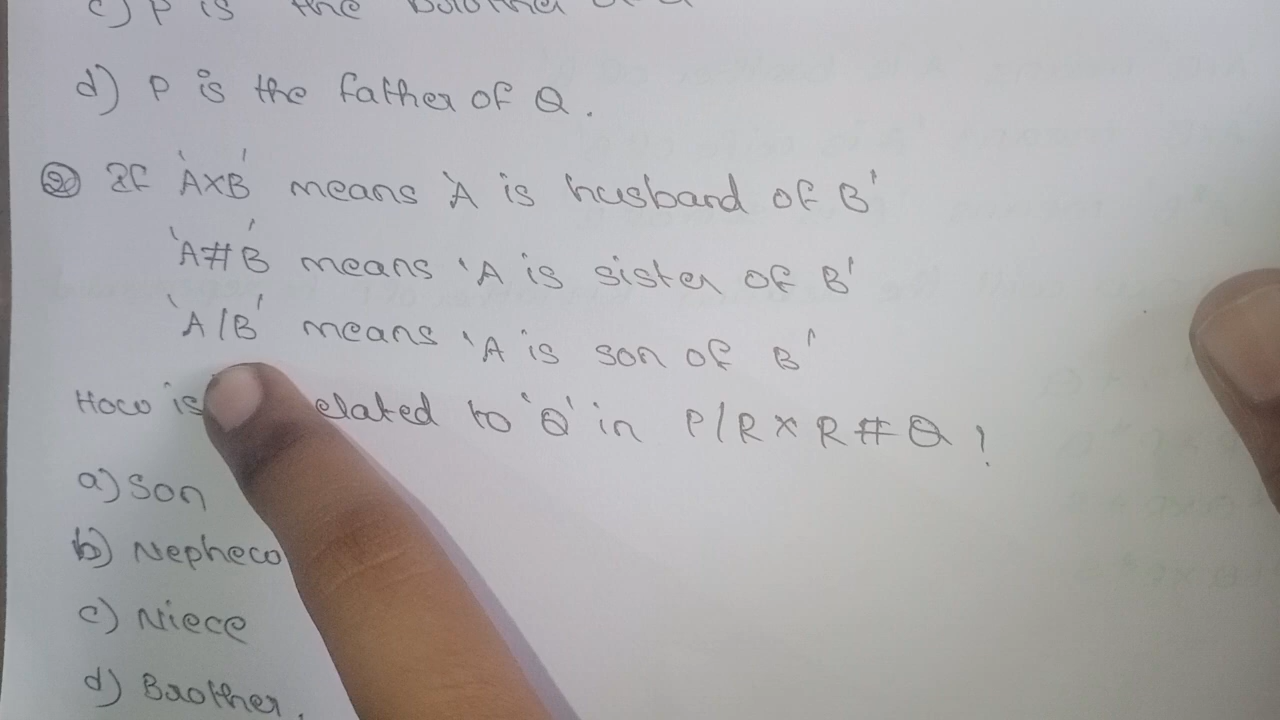 d) P is the father of Q.
② If 'A×B' means 'A is husband of B'
'A#B' means 'A is sister of B'
'A/B' means 'A is son of B'
How is elated to 'Q' in P/R×R#Q?
a) Son
b) Nephew
c) Niece
d) Brother.